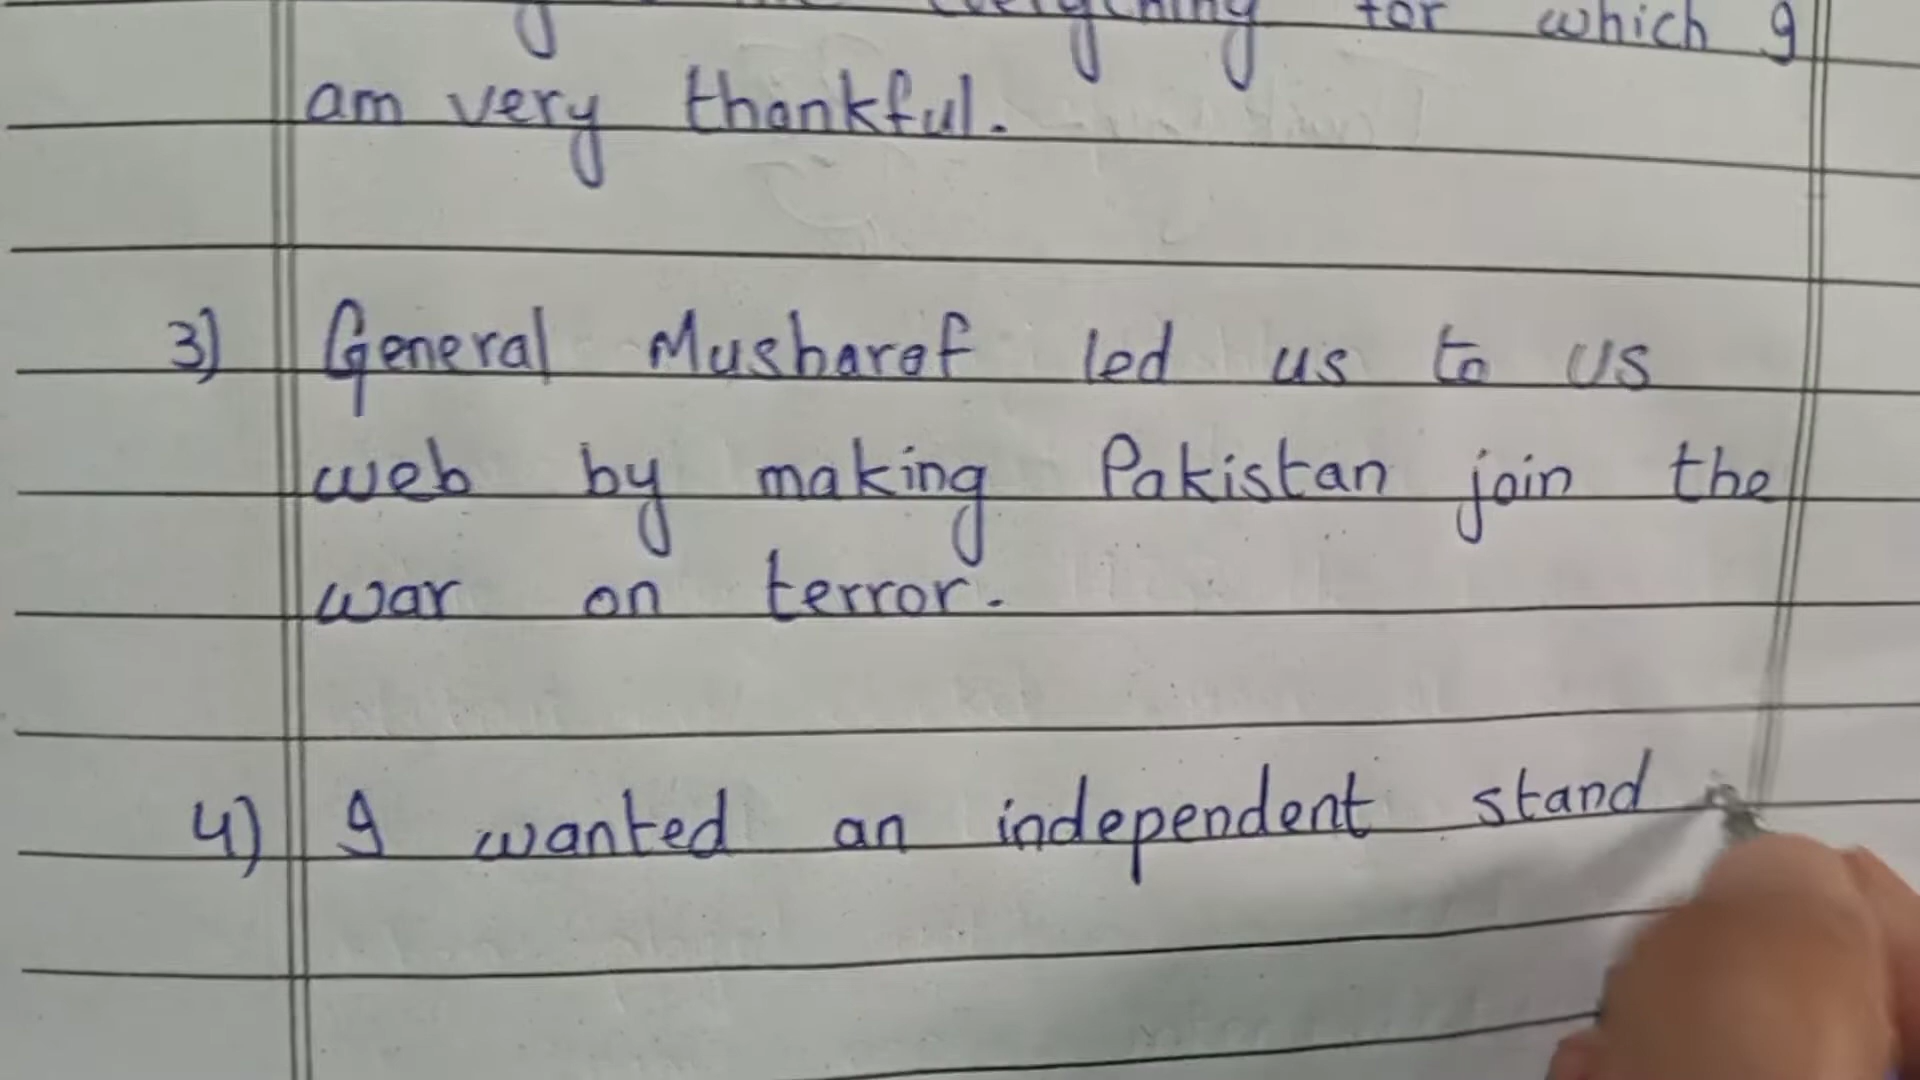 everything for which I
am very thankful.
3) General Musharaf led us to US
web by making Pakistan join the
war on terror.
4) I wanted an independent stand